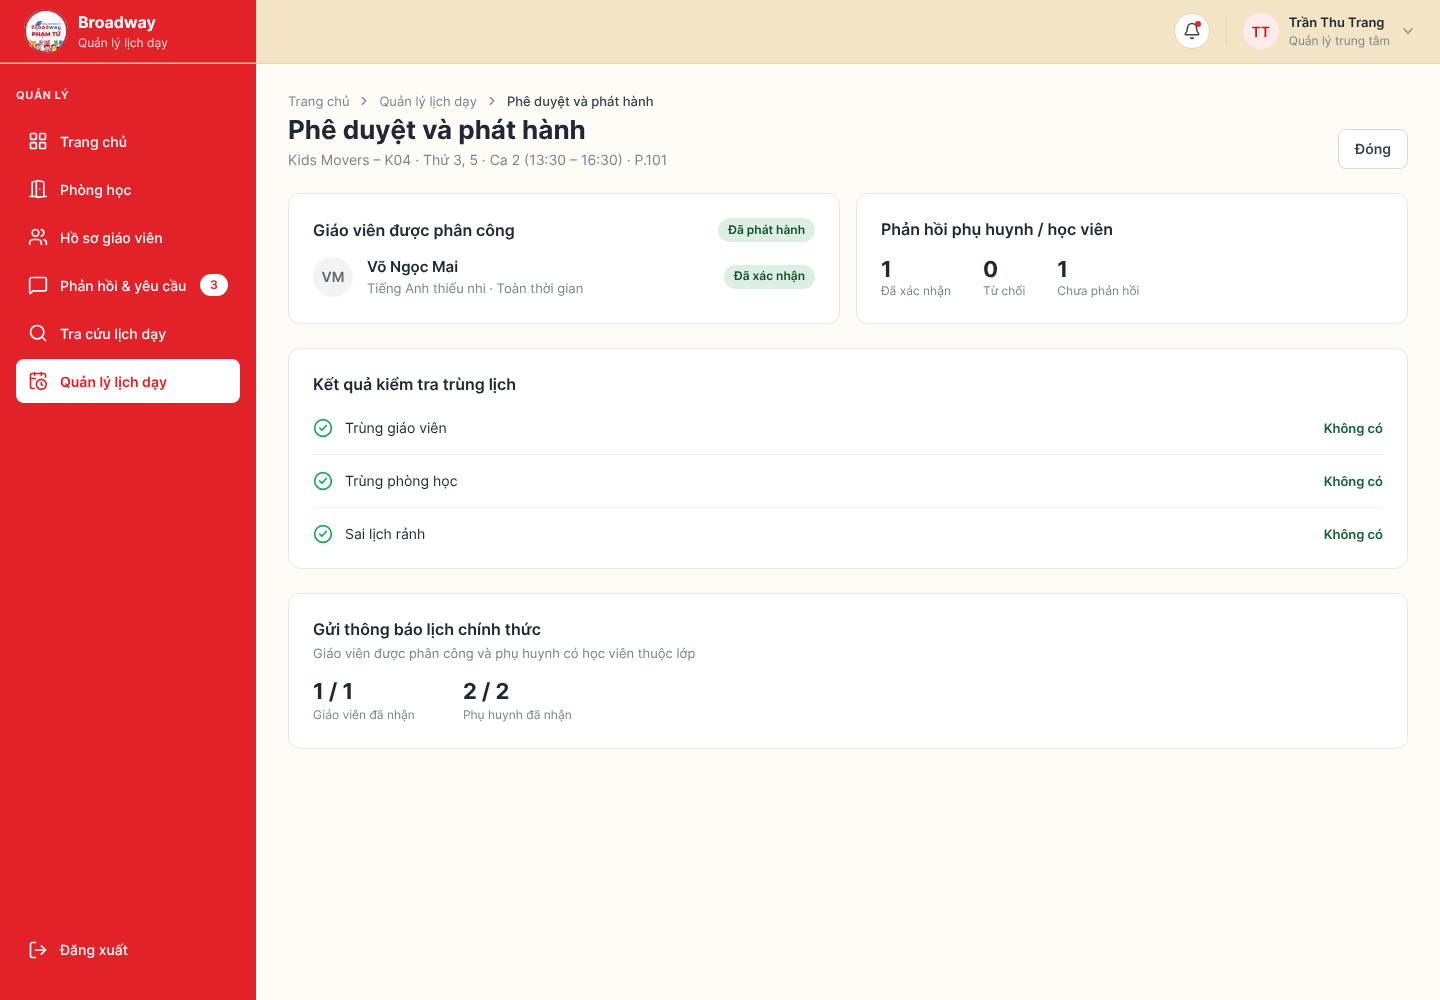 Broadway
Quản lý lịch dạy
PHẠM TỬ
TT
Trần Thu Trang
Quản lý trung tâm
QUẢN LÝ
Trang chủ
Phòng học
Hồ sơ giáo viên
Phản hồi & yêu cầu
3
Tra cứu lịch dạy
Quản lý lịch dạy
Đăng xuất
Trang chủ > Quản lý lịch dạy > Phê duyệt và phát hành
Phê duyệt và phát hành
Kids Movers – K04 · Thứ 3, 5 · Ca 2 (13:30 – 16:30) · P.101
Đóng
Giáo viên được phân công
Đã phát hành
VM
Võ Ngọc Mai
Tiếng Anh thiếu nhi · Toàn thời gian
Đã xác nhận
Phản hồi phụ huynh / học viên
1 0 1
Đã xác nhận Từ chối Chưa phản hồi
Kết quả kiểm tra trùng lịch
Trùng giáo viên Không có
Trùng phòng học Không có
Sai lịch rảnh Không có
Gửi thông báo lịch chính thức
Giáo viên được phân công và phụ huynh có học viên thuộc lớp
1 / 1 2 / 2
Giáo viên đã nhận Phụ huynh đã nhận